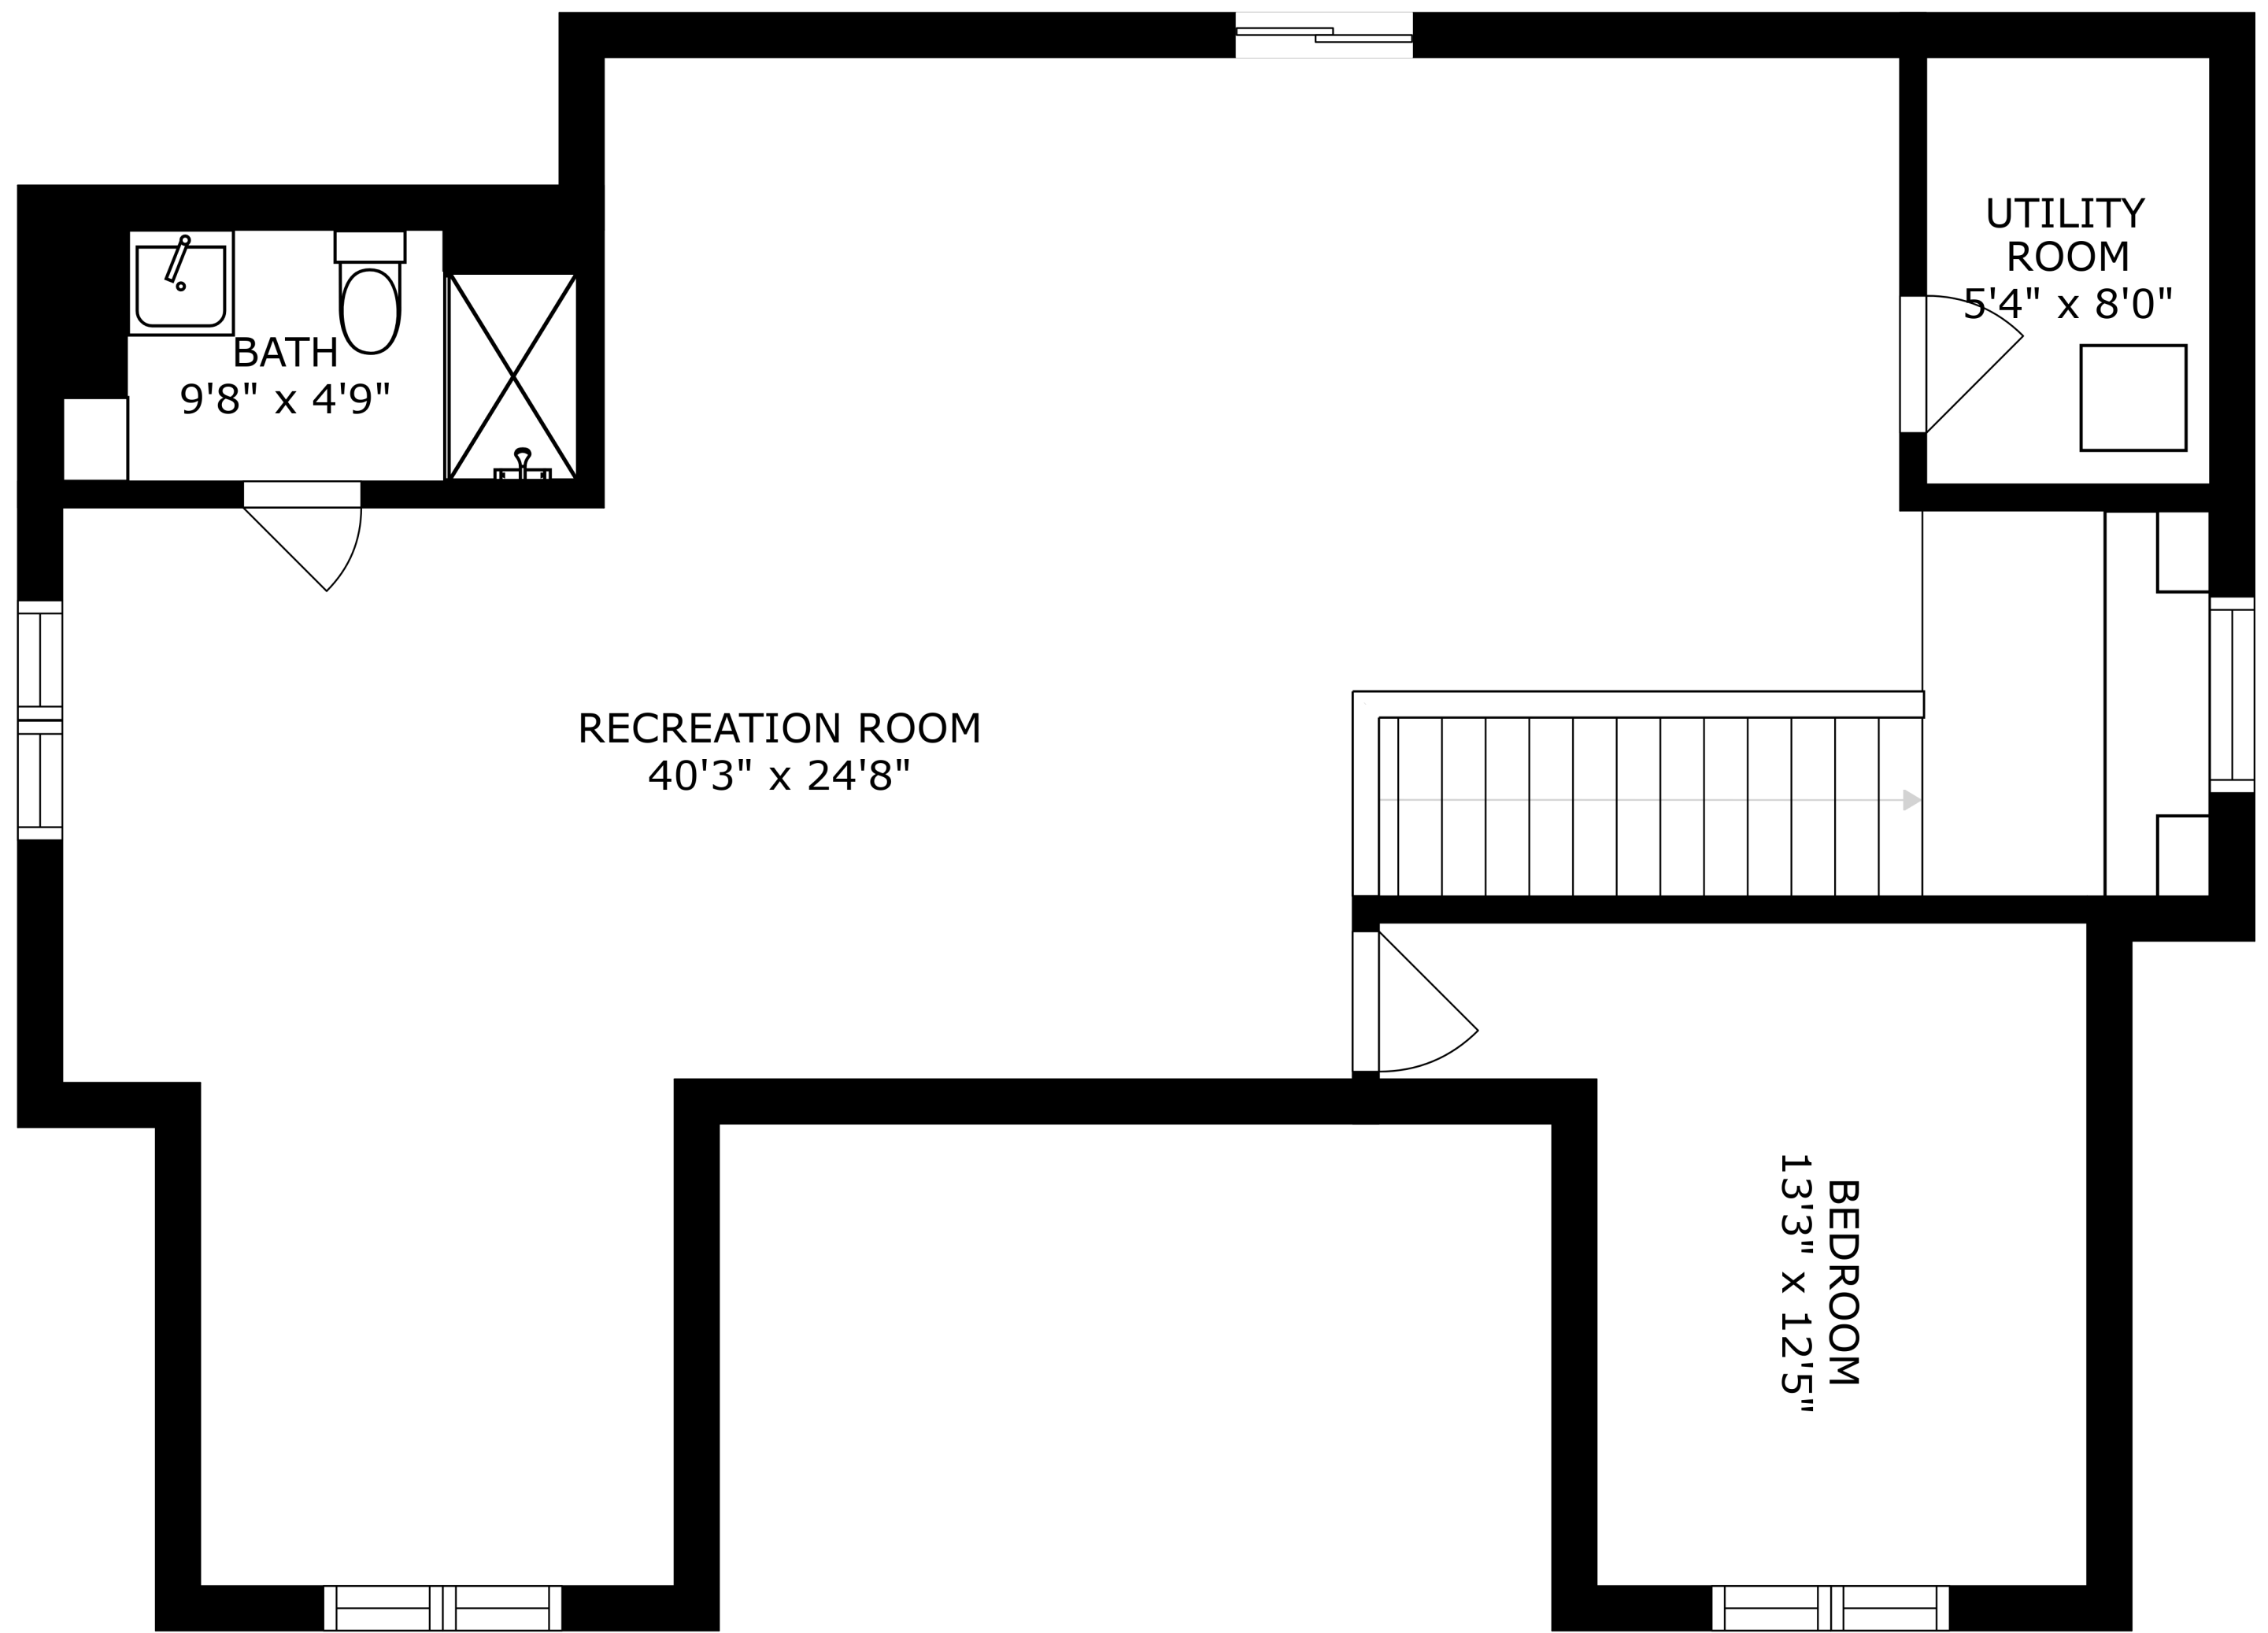 UTILITY
ROOM
5'4" x 8'0"
BATH
9'8" x 4'9"
RECREATION ROOM
40'3" x 24'8"
BEDROOM
13'3" x 12'5"